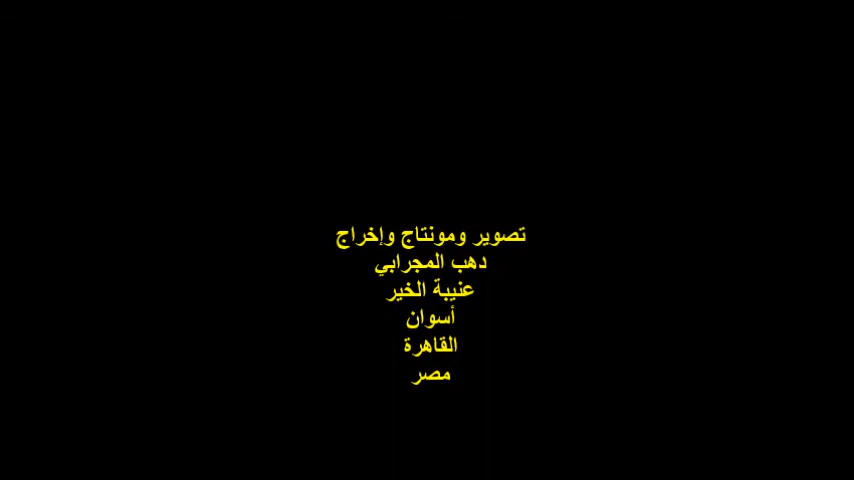 تصوير ومونتاج وإخراج
دهب المجرابي
عنيبة الخير
أسوان
القاهرة
مصر